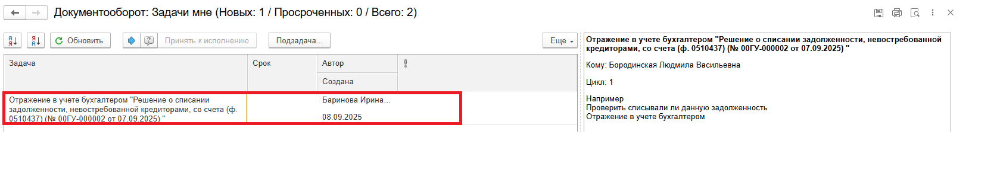 Документооборот: Задачи мне (Новых: 1 / Просроченных: 0 / Всего: 2)
Обновить
Принять к исполнению
Подзадача...
Еще
Задача
Срок
Автор
Создана
Отражение в учете бухгалтером "Решение о списании
задолженности, невостребованной кредиторами, со счета (ф.
0510437) (№ 00ГУ-000002 от 07.09.2025) "
Баринова Ирина...
08.09.2025
Отражение в учете бухгалтером "Решение о списании задолженности, невостребованной
кредиторами, со счета (ф. 0510437) (№ 00ГУ-000002 от 07.09.2025) "
Кому: Бородинская Людмила Васильевна
Цикл: 1
Например
Проверить списывали ли данную задолженность
Отражение в учете бухгалтером